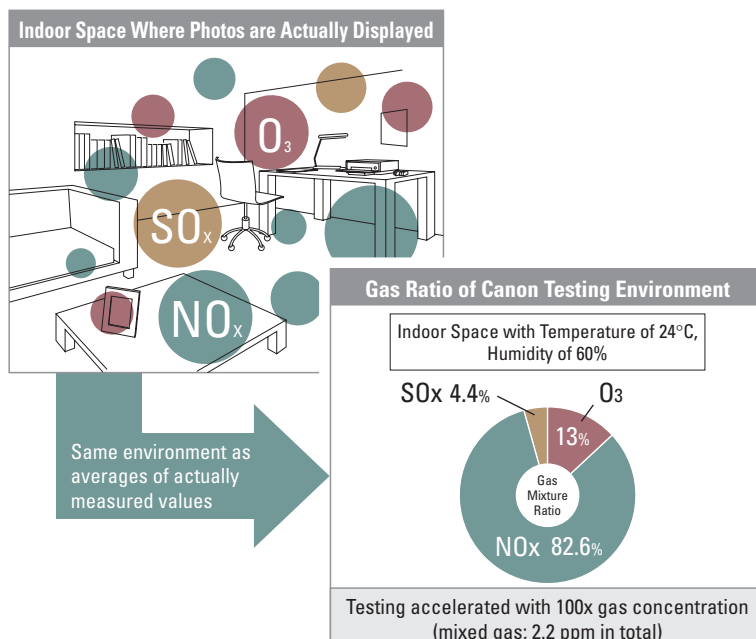 Indoor Space Where Photos are Actually Displayed
O3
SOx
NOx
Gas Ratio of Canon Testing Environment
Indoor Space with Temperature of 24°C,
Humidity of 60%
SOx 4.4%
O3
13%
Gas
Mixture
Ratio
NOx 82.6%
Same environment as
averages of actually
measured values
Testing accelerated with 100x gas concentration
(mixed gas: 2.2 ppm in total)